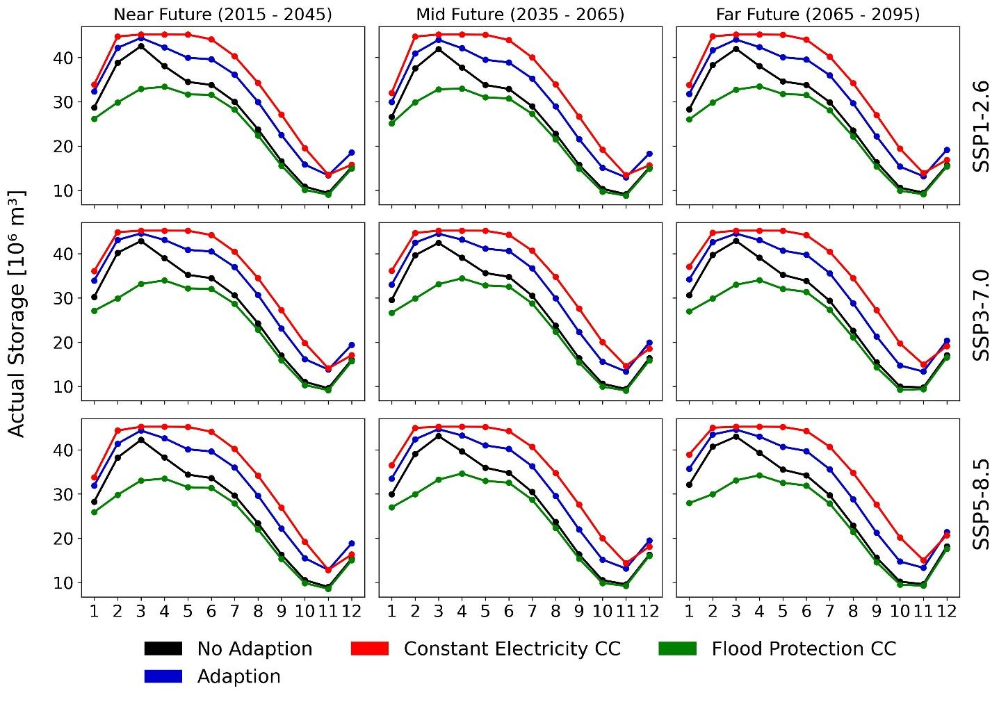 Near Future (2015 - 2045)
Mid Future (2035 - 2065)
Far Future (2065 - 2095)
40
30
20
10
SSP1-2.6
Actual Storage [10⁶ m³]
40
30
20
10
SSP3-7.0
40
30
20
10
SSP5-8.5
1 2 3 4 5 6 7 8 9 10 11 12
1 2 3 4 5 6 7 8 9 10 11 12
1 2 3 4 5 6 7 8 9 10 11 12
No Adaption
Constant Electricity CC
Flood Protection CC
Adaption